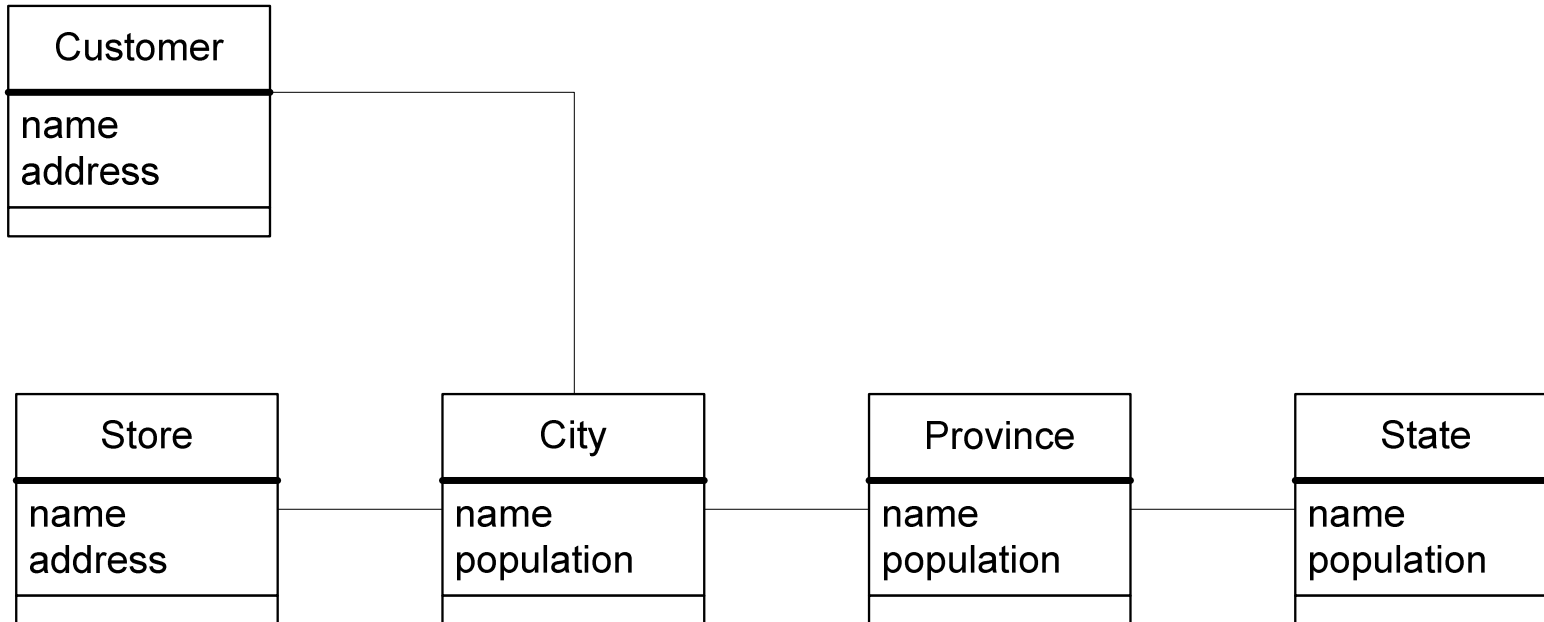 Customer
name
address
Store
name
address
City
name
population
Province
name
population
State
name
population